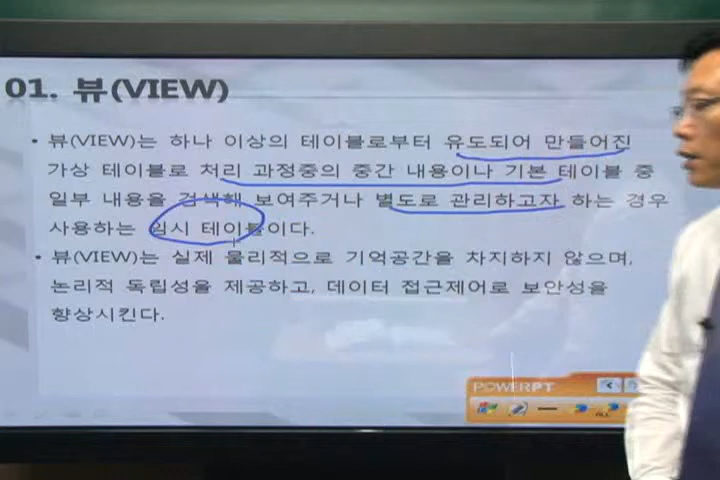 01. 뷰(VIEW)
• 뷰(VIEW)는 하나 이상의 테이블로부터 유도되어 만들어진
가상 테이블로 처리 과정중의 중간 내용이나 기본 테이블 중
일부 내용을 검색해 보여주거나 별도로 관리하고자 하는 경우
사용하는 임시 테이블이다.
• 뷰(VIEW)는 실제 물리적으로 기억공간을 차지하지 않으며,
논리적 독립성을 제공하고, 데이터 접근제어로 보안성을
향상시킨다.
POWERPT